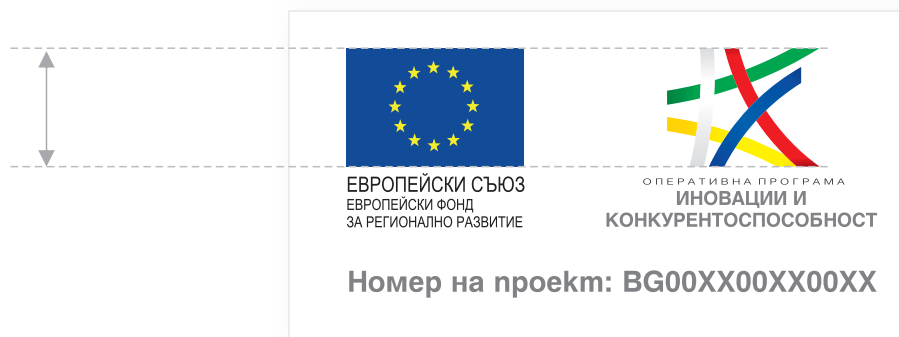 ЕВРОПЕЙСКИ СЪЮЗ
ЕВРОПЕЙСКИ ФОНД
ЗА РЕГИОНАЛНО РАЗВИТИЕ
ОПЕРАТИВНА ПРОГРАМА
ИНОВАЦИИ И
КОНКУРЕНТОСПОСОБНОСТ
Номер на проект: BG00XX00XX00XX